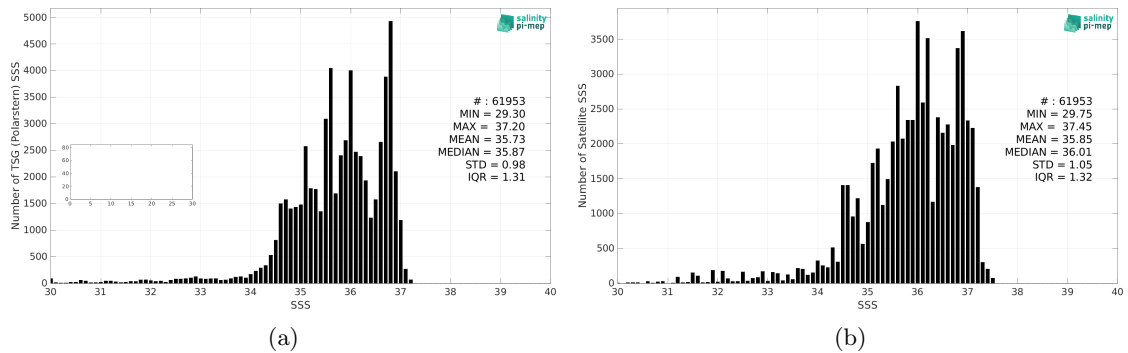 5000
4500
4000
3500
3000
2500
2000
1500
1000
500
0
Number of TSG (Polarstern) SSS
salinity
pi-mep
# : 61953
MIN = 29.30
MAX = 37.20
MEAN = 35.73
MEDIAN = 35.87
STD = 0.98
IQR = 1.31
80
60
40
20
0
0 5 10 15 20 25 30
30 31 32 33 34 35 36 37 38 39 40
SSS
(a)
3500
3000
2500
2000
1500
1000
500
0
Number of Satellite SSS
salinity
pi-mep
# : 61953
MIN = 29.75
MAX = 37.45
MEAN = 35.85
MEDIAN = 36.01
STD = 1.05
IQR = 1.32
30 31 32 33 34 35 36 37 38 39 40
SSS
(b)